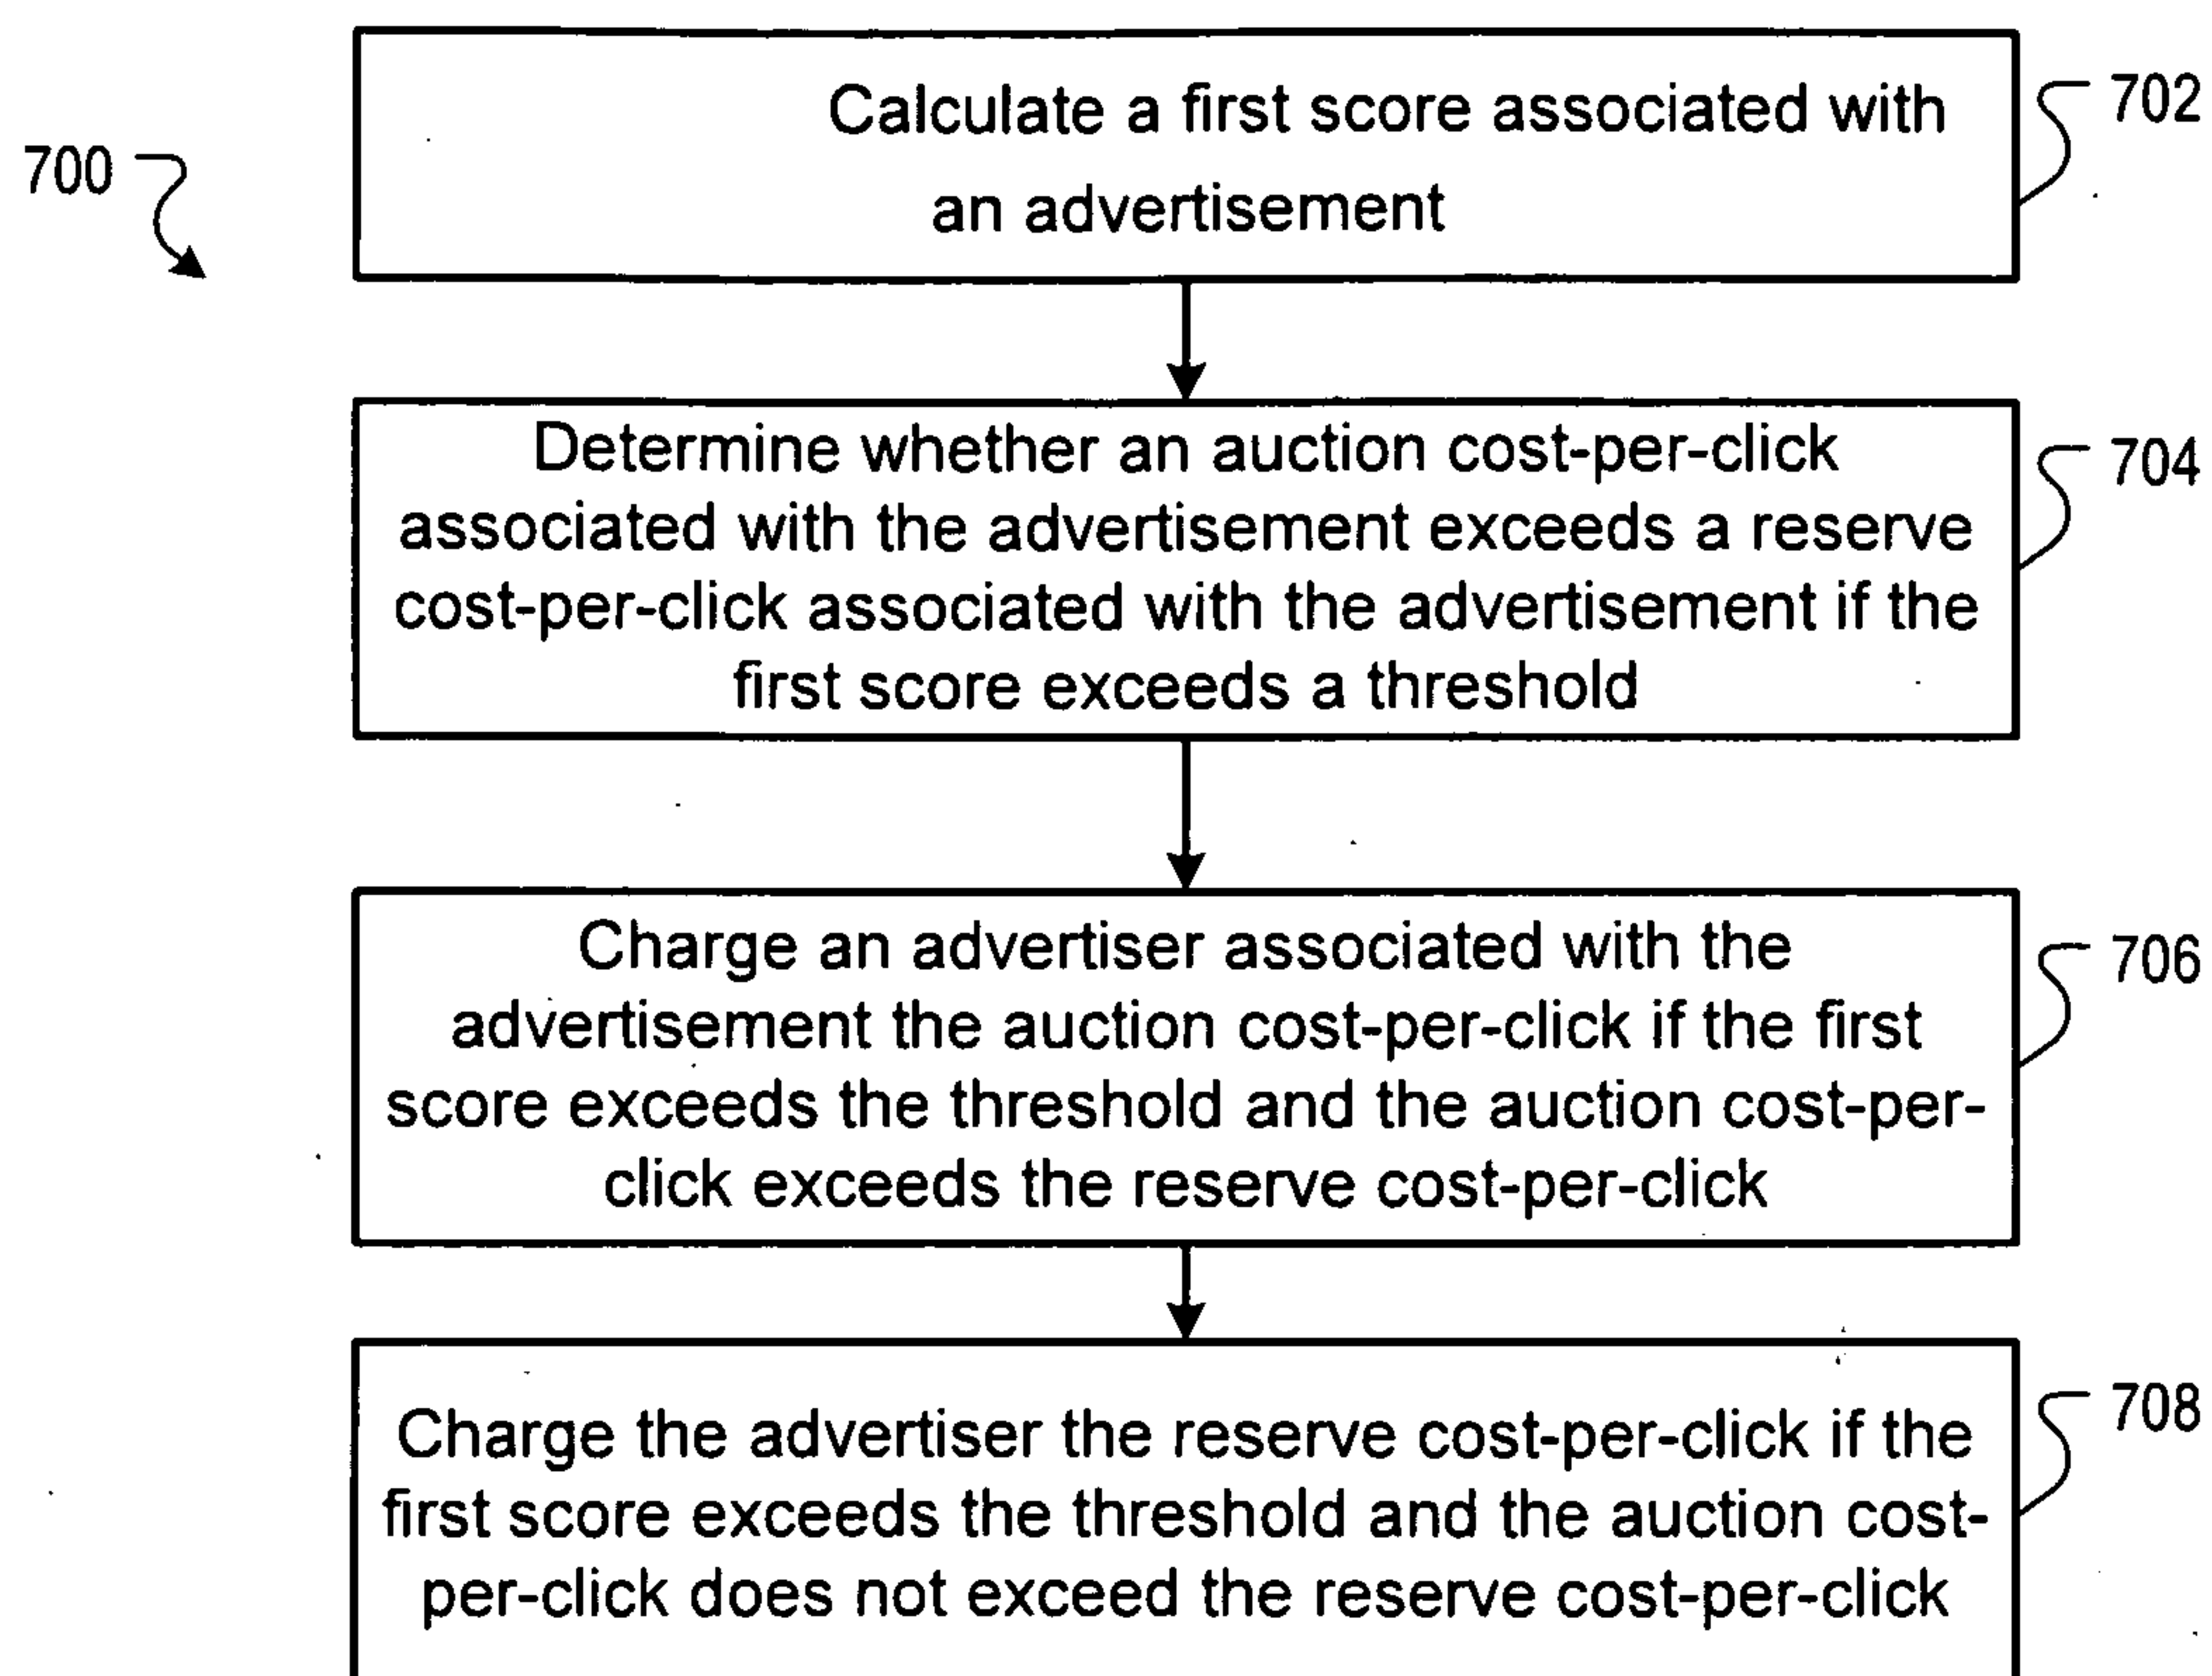 700
Calculate a first score associated with
an advertisement
702
Determine whether an auction cost-per-click
associated with the advertisement exceeds a reserve
cost-per-click associated with the advertisement if the
first score exceeds a threshold
704
Charge an advertiser associated with the
advertisement the auction cost-per-click if the first
score exceeds the threshold and the auction cost-per-
click exceeds the reserve cost-per-click
706
Charge the advertiser the reserve cost-per-click if the
first score exceeds the threshold and the auction cost-
per-click does not exceed the reserve cost-per-click
708